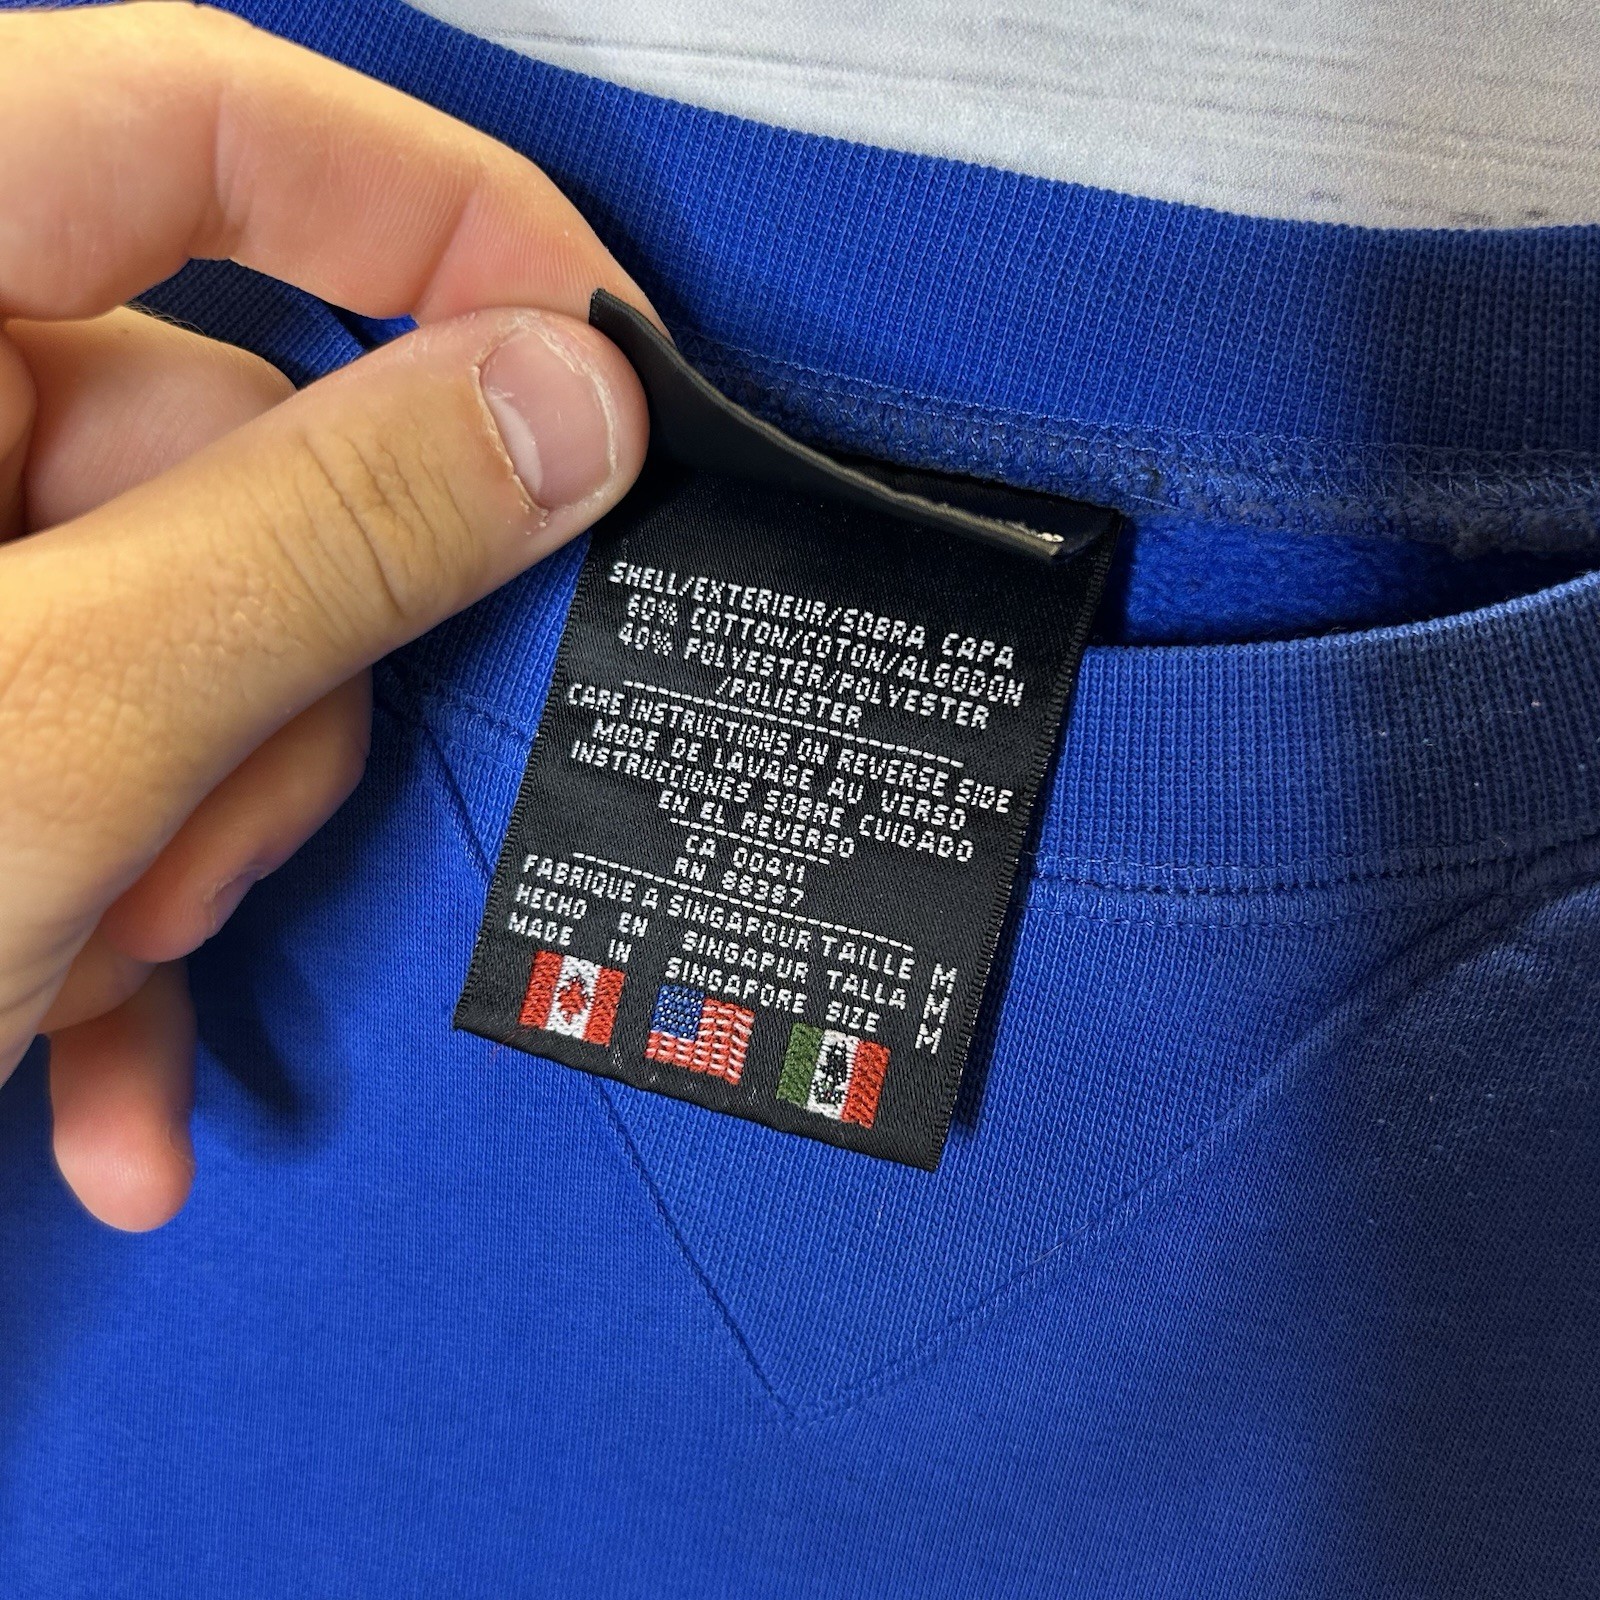 SHELL/EXTERIEUR/SOBRA CAPA
60% COTTON/COTON/ALGODON
40% POLYESTER/POLYESTER
/POLIESTER
CARE INSTRUCTIONS ON REVERSE SIDE
MODE DE LAVAGE AU VERSO
INSTRUCCIONES SOBRE CUIDADO
EN EL REVERSO
CA 00411
RN 88387
FABRIQUE A SINGAPOUR TAILLE M
HECHO EN SINGAPUR TALLA M
MADE IN SINGAPORE SIZE M